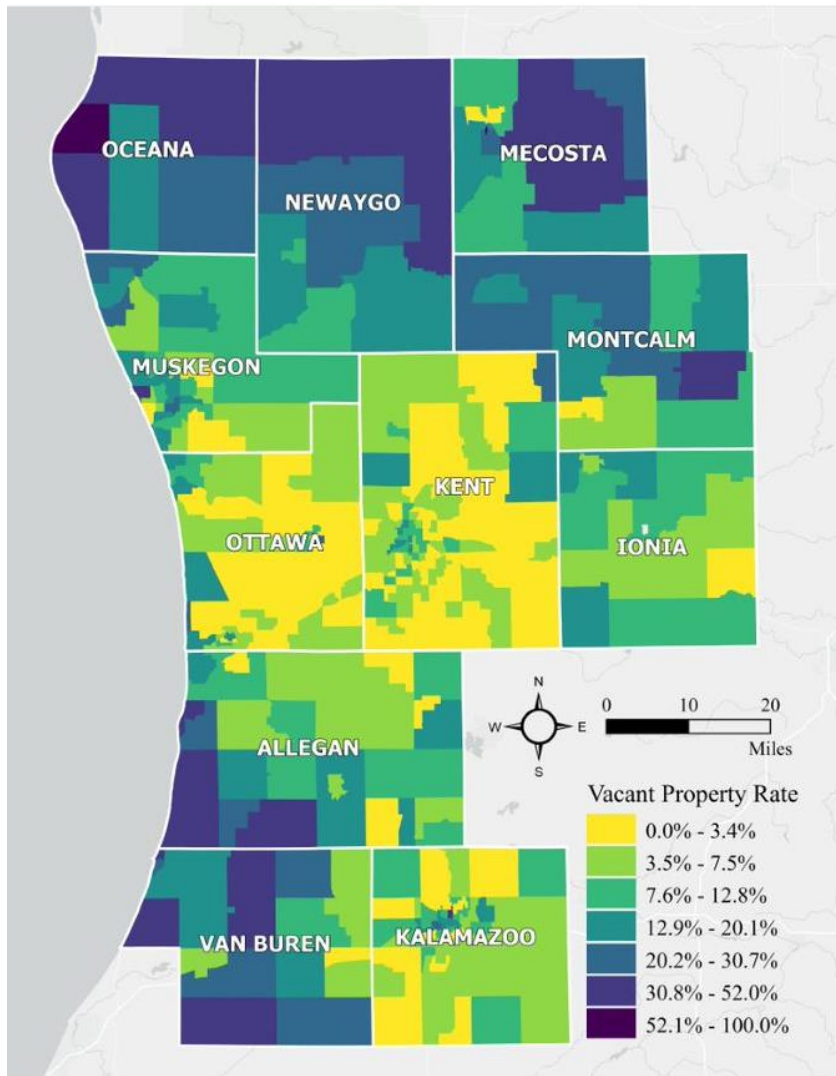 OCEANA
NEWAYGO
MECOSTA
MUSKEGON
MONTCALM
KENT
OTTAWA
IONIA
ALLEGAN
VAN BUREN
KALAMAZOO
N
W
E
S
0
10
20
Miles
Vacant Property Rate
0.0% - 3.4%
3.5% - 7.5%
7.6% - 12.8%
12.9% - 20.1%
20.2% - 30.7%
30.8% - 52.0%
52.1% - 100.0%